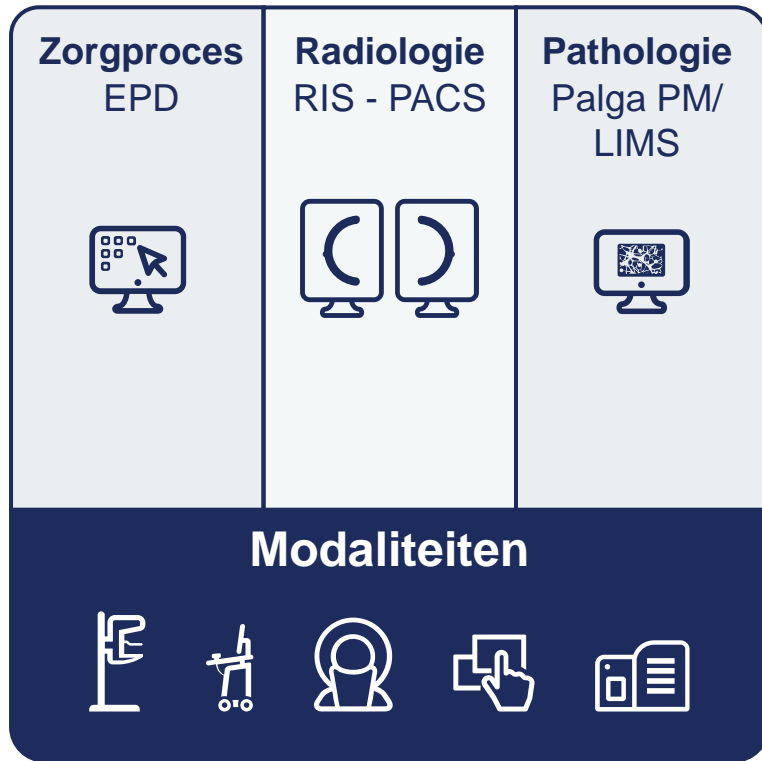 Zorgproces
EPD
Radiologie
RIS - PACS
Pathologie
Palga PM/
LIMS
Modaliteiten